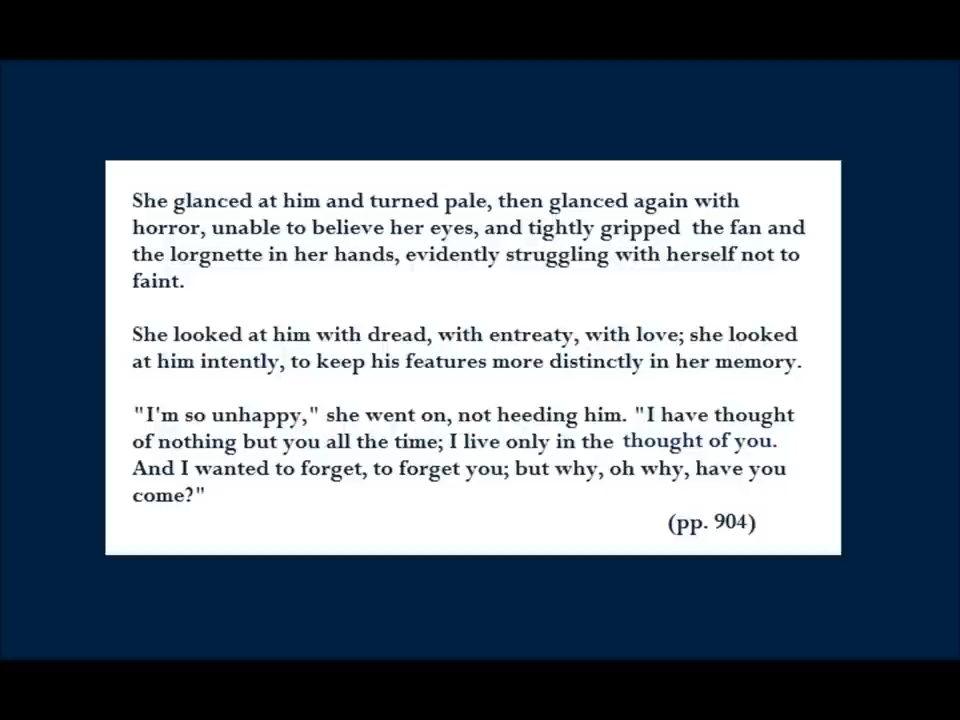 She glanced at him and turned pale, then glanced again with
horror, unable to believe her eyes, and tightly gripped the fan and
the lorgnette in her hands, evidently struggling with herself not to
faint.
She looked at him with dread, with entreaty, with love; she looked
at him intently, to keep his features more distinctly in her memory.
"I'm so unhappy," she went on, not heeding him. "I have thought
of nothing but you all the time; I live only in the thought of you.
And I wanted to forget, to forget you; but why, oh why, have you
come?"
(pp. 904)